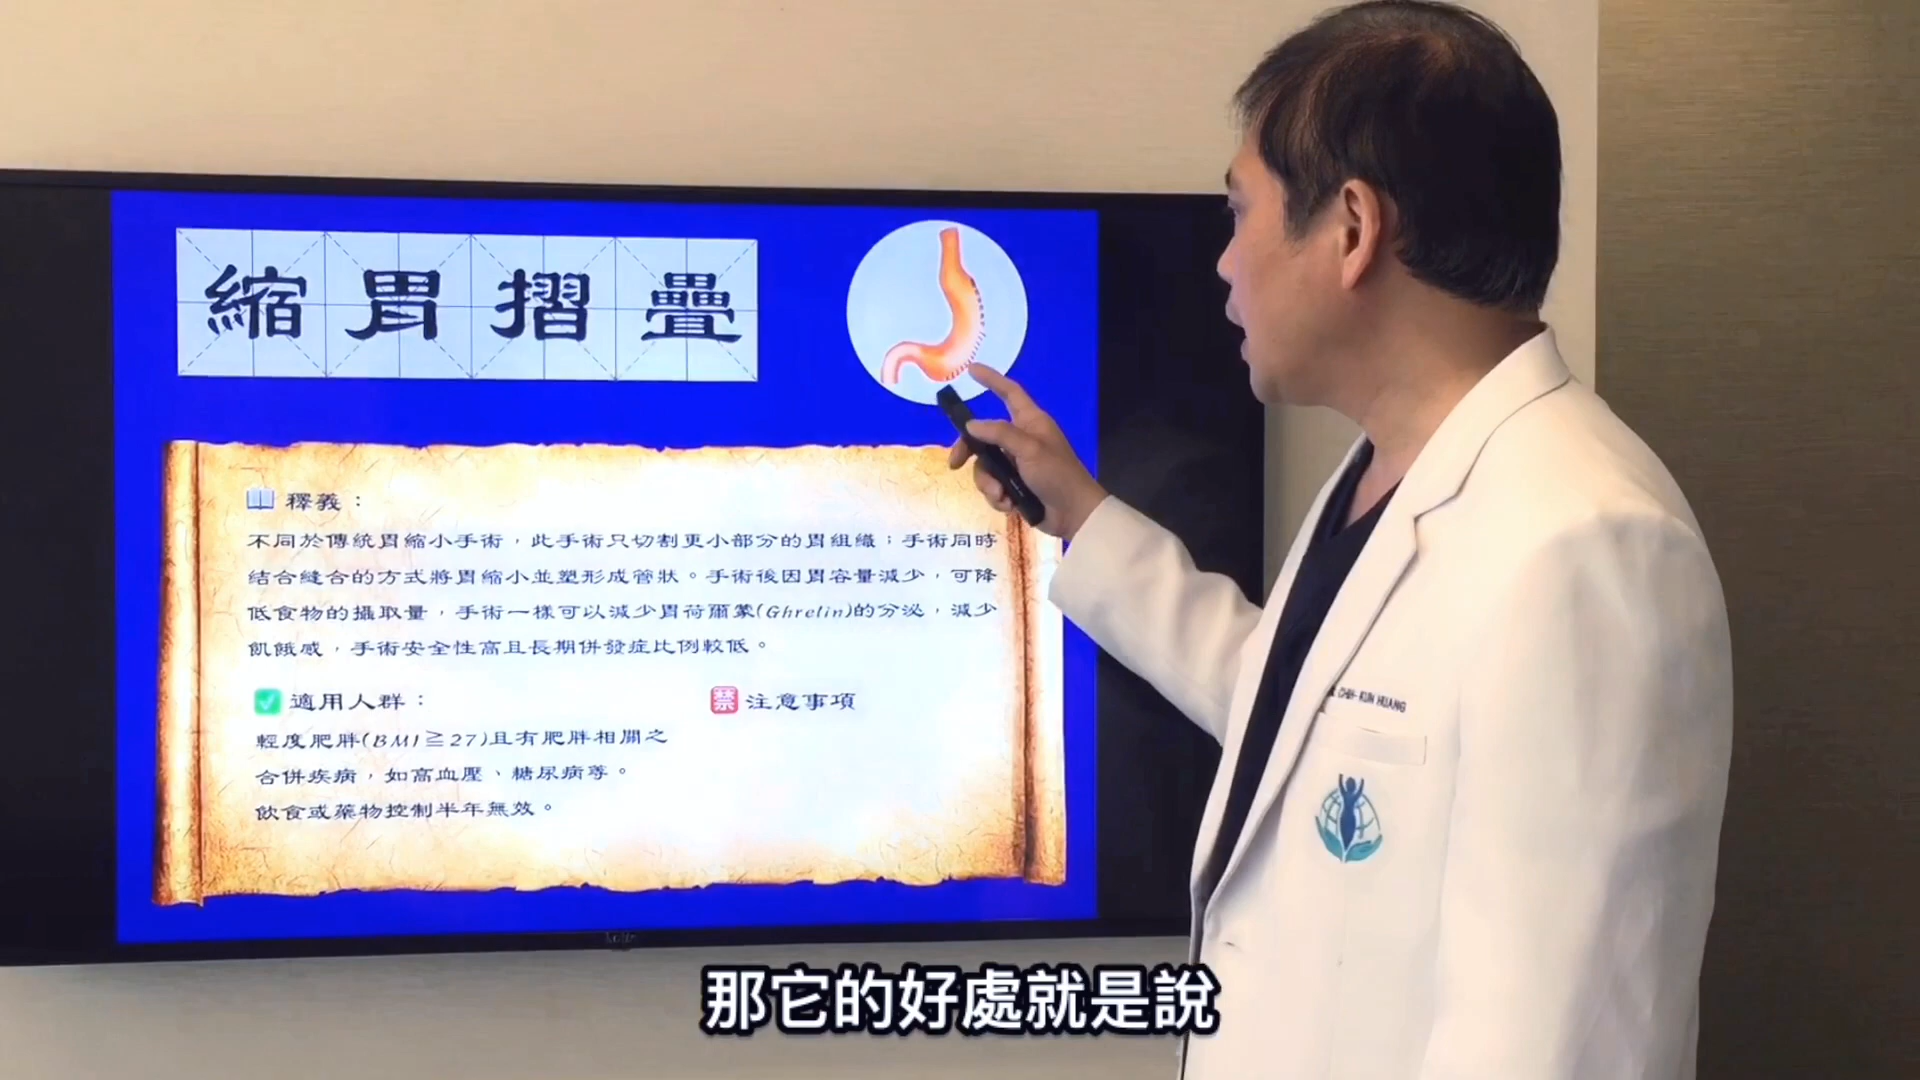 縮胃摺疊
釋義：
不同於傳統胃縮小手術，此手術只切割更小部分的胃組織；手術同時
結合縫合的方式將胃縮小並塑形成管狀。手術後因胃容量減少，可降
低食物的攝取量，手術一樣可以減少胃荷爾蒙(Ghrelin)的分泌，減少
飢餓感，手術安全性高且長期併發症比例較低。
適用人群：
輕度肥胖(BMI≧27)且有肥胖相關之
合併疾病，如高血壓、糖尿病等。
飲食或藥物控制半年無效。
禁 注意事項
CHIH-KUN HUANG
那它的好處就是說